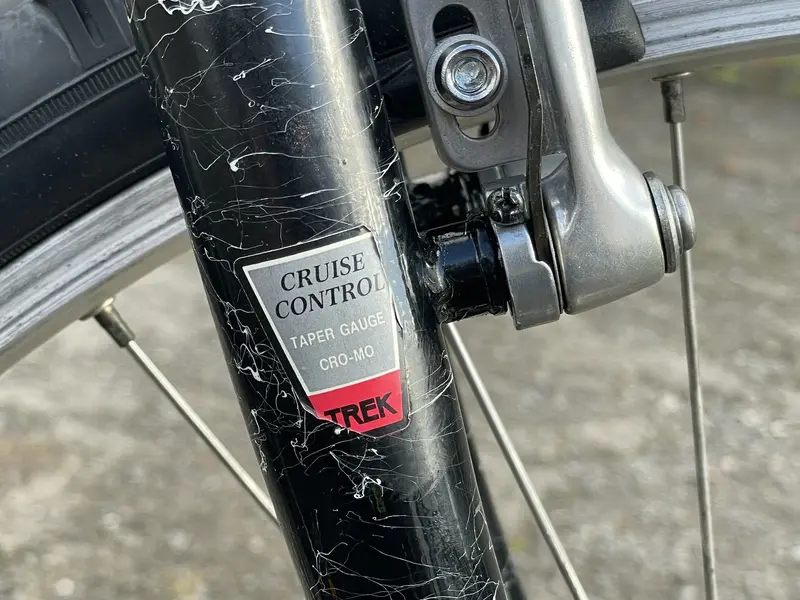 CRUISE
CONTROL
TAPER GAUGE
CRO-MO
TREK